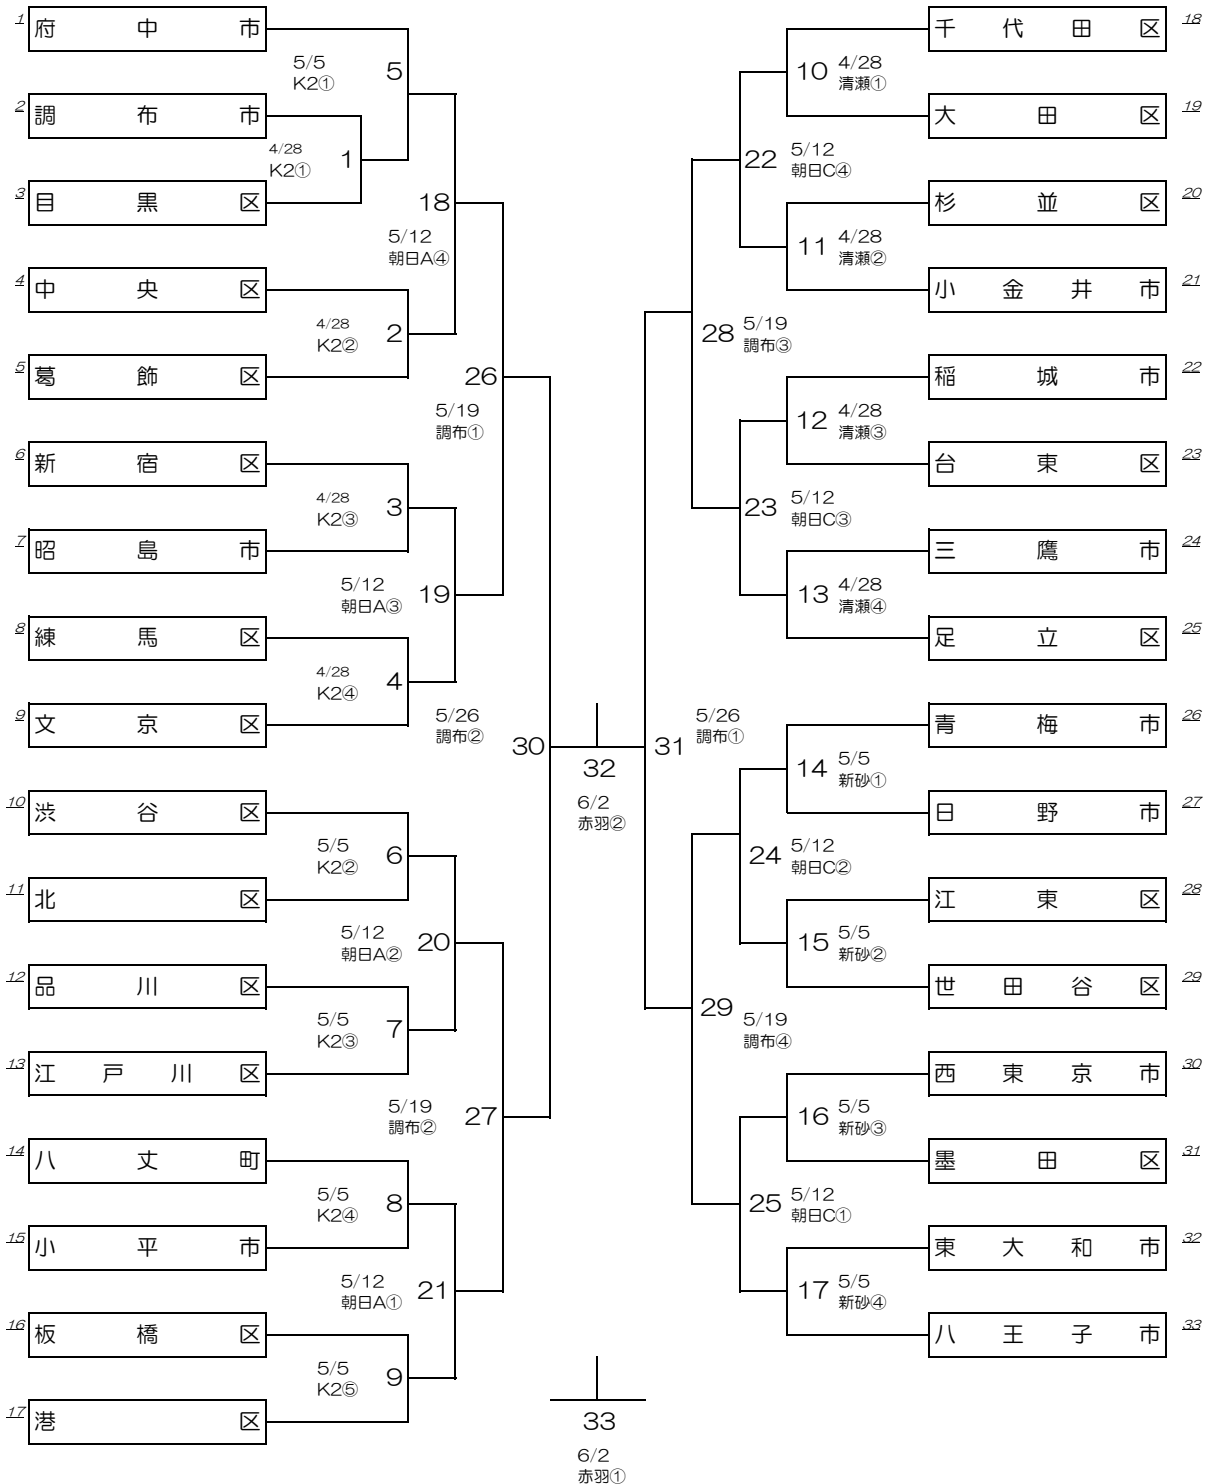 1 府中市
5/5
K2① 5
2 調布市
4/28
K2① 1
3 目黒区
18
5/12
朝日A④
4 中央区
4/28
K2② 2
5 葛飾区
26
5/19
調布①
6 新宿区
4/28
K2③ 3
7 昭島市
5/12
朝日A③ 19
8 練馬区
4/28
K2④ 4
9 文京区
5/26
調布② 30
10 渋谷区
5/5
K2② 6
11 北区
5/12
朝日A② 20
12 品川区
5/5
K2③ 7
13 江戸川区
5/19
調布② 27
14 八丈町
5/5
K2④ 8
15 小平市
5/12
朝日A① 21
16 板橋区
5/5
K2⑤ 9
17 港区
32
6/2
赤羽②
33
6/2
赤羽①
千代田区 18
10 4/28
清瀬①
大田区 19
22 5/12
朝日C④
杉並区 20
11 4/28
清瀬②
小金井市 21
28 5/19
調布③
稲城市 22
12 4/28
清瀬③
台東区 23
23 5/12
朝日C③
三鷹市 24
13 4/28
清瀬④
足立区 25
31 5/26
調布①
青梅市 26
14 5/5
新砂①
日野市 27
24 5/12
朝日C②
江東区 28
15 5/5
新砂②
世田谷区 29
29 5/19
調布④
西東京市 30
16 5/5
新砂③
墨田区 31
25 5/12
朝日C①
東大和市 32
17 5/5
新砂④
八王子市 33